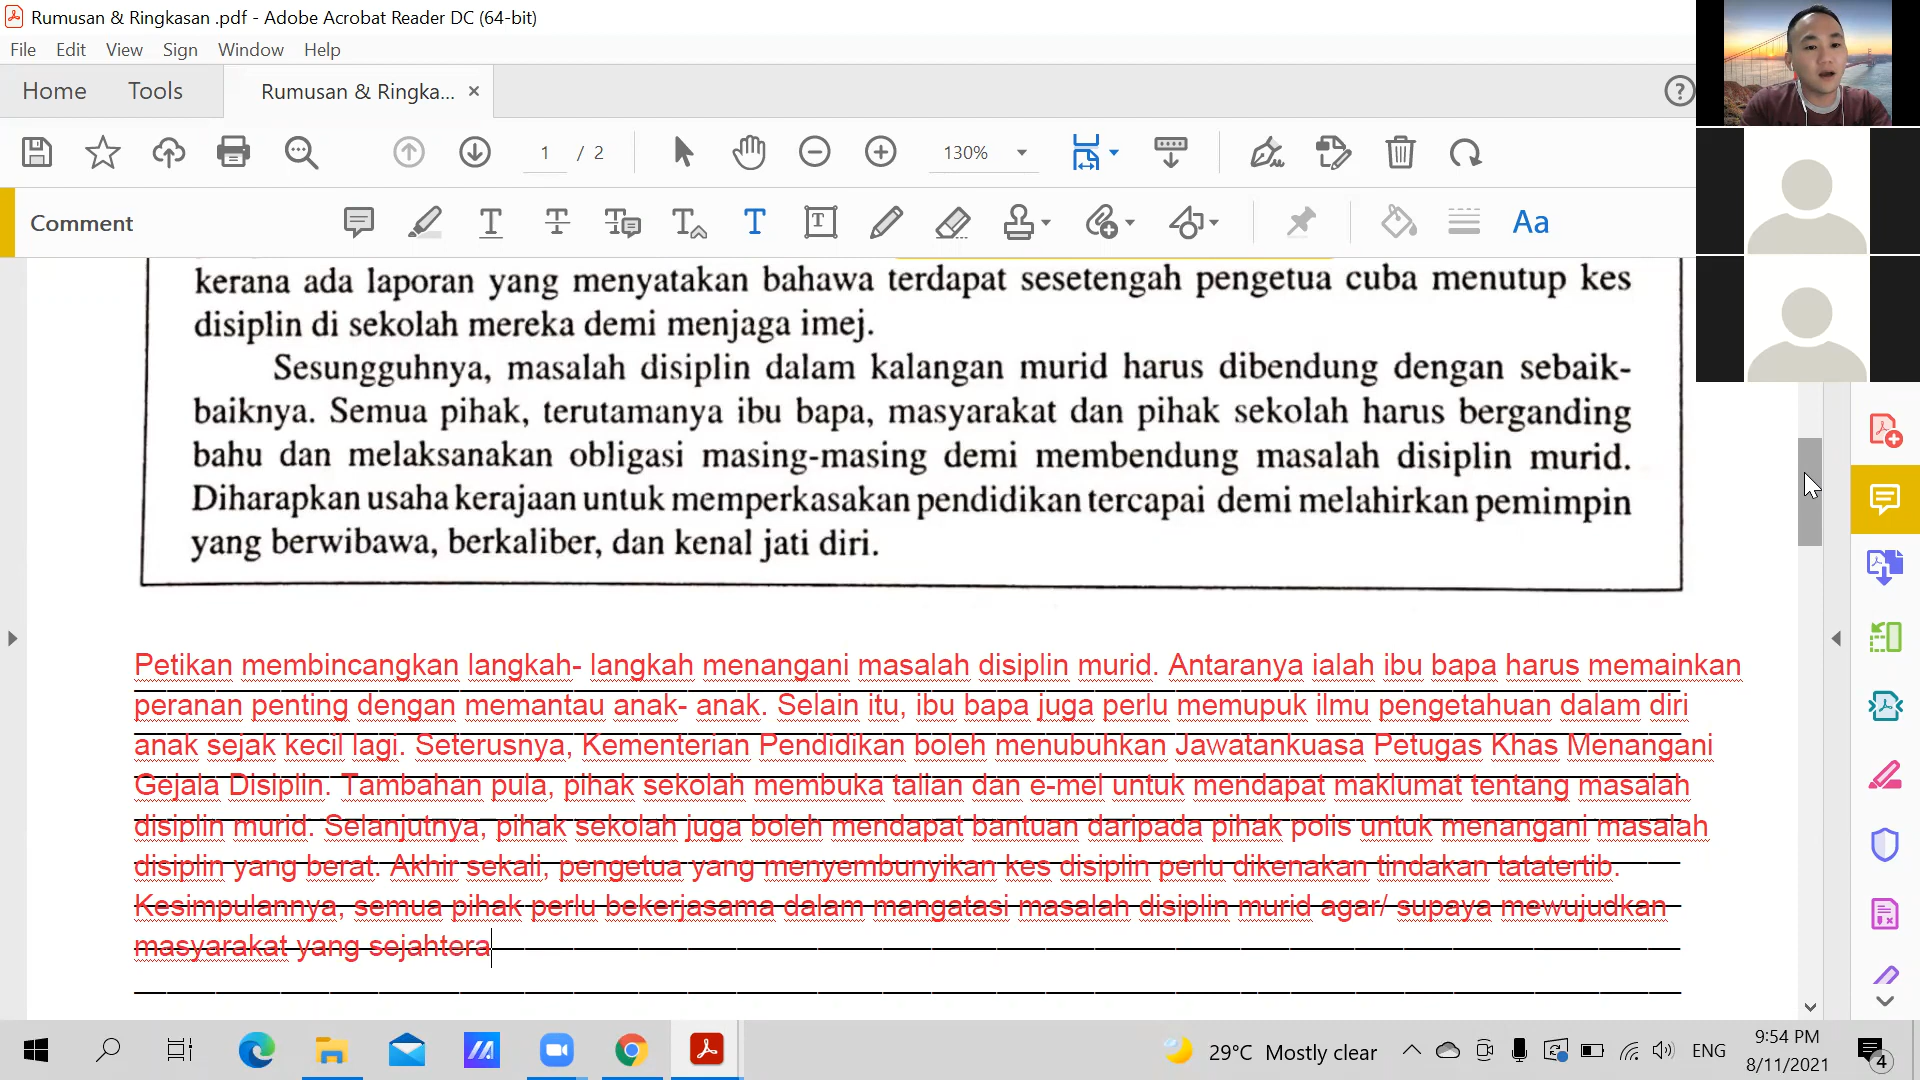 Rumusan & Ringkasan .pdf - Adobe Acrobat Reader DC (64-bit)
File Edit View Sign Window Help
Home Tools Rumusan & Ringka... ×
1 / 2 130%
Comment
Aa
kerana ada laporan yang menyatakan bahawa terdapat sesetengah pengetua cuba menutup kes
disiplin di sekolah mereka demi menjaga imej.
Sesungguhnya, masalah disiplin dalam kalangan murid harus dibendung dengan sebaik-
baiknya. Semua pihak, terutamanya ibu bapa, masyarakat dan pihak sekolah harus berganding
bahu dan melaksanakan obligasi masing-masing demi membendung masalah disiplin murid.
Diharapkan usaha kerajaan untuk memperkasakan pendidikan tercapai demi melahirkan pemimpin
yang berwibawa, berkaliber, dan kenal jati diri.
Petikan membincangkan langkah- langkah menangani masalah disiplin murid. Antaranya ialah ibu bapa harus memainkan
peranan penting dengan memantau anak- anak. Selain itu, ibu bapa juga perlu memupuk ilmu pengetahuan dalam diri
anak sejak kecil lagi. Seterusnya, Kementerian Pendidikan boleh menubuhkan Jawatankuasa Petugas Khas Menangani
Gejala Disiplin. Tambahan pula, pihak sekolah membuka talian dan e-mel untuk mendapat maklumat tentang masalah
disiplin murid. Selanjutnya, pihak sekolah juga boleh mendapat bantuan daripada pihak polis untuk menangani masalah
disiplin yang berat. Akhir sekali, pengetua yang menyembunyikan kes disiplin perlu dikenakan tindakan tatatertib.
Kesimpulannya, semua pihak perlu bekerjasama dalam mangatasi masalah disiplin murid agar/ supaya mewujudkan
masyarakat yang sejahtera
29°C Mostly clear
ENG
9:54 PM
8/11/2021
4